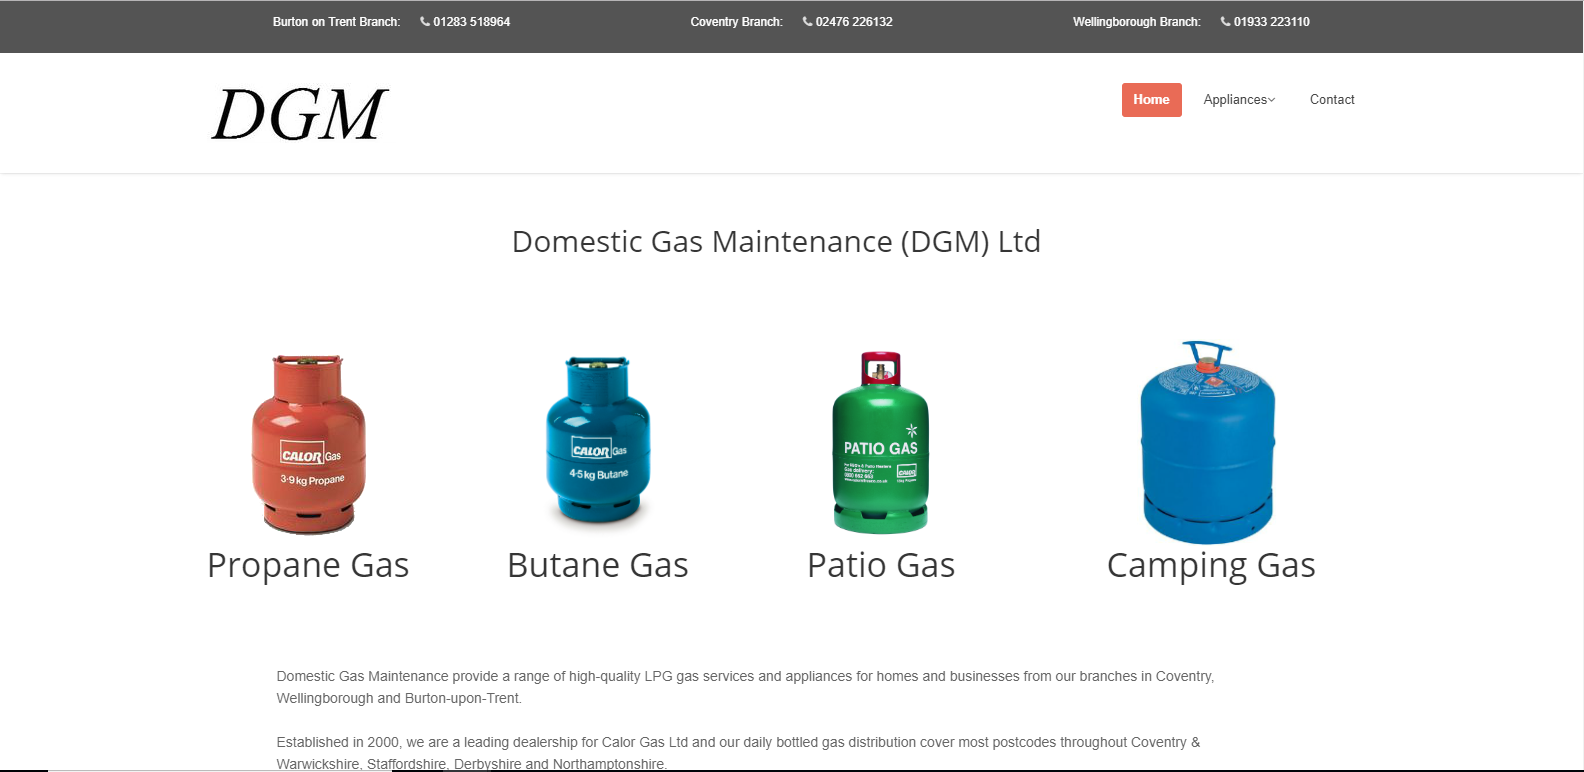 Burton on Trent Branch: 01283 518964 Coventry Branch: 02476 226132 Wellingborough Branch: 01933 223110
DGM
Home Appliances Contact
Domestic Gas Maintenance (DGM) Ltd
CALOR Gas
3·9kg Propane
CALOR Gas
4·5kg Butane
PATIO GAS
Gas delivery:
CALOR
Propane Gas Butane Gas Patio Gas Camping Gas
Domestic Gas Maintenance provide a range of high-quality LPG gas services and appliances for homes and businesses from our branches in Coventry,
Wellingborough and Burton-upon-Trent.
Established in 2000, we are a leading dealership for Calor Gas Ltd and our daily bottled gas distribution cover most postcodes throughout Coventry &
Warwickshire, Staffordshire, Derbyshire and Northamptonshire.